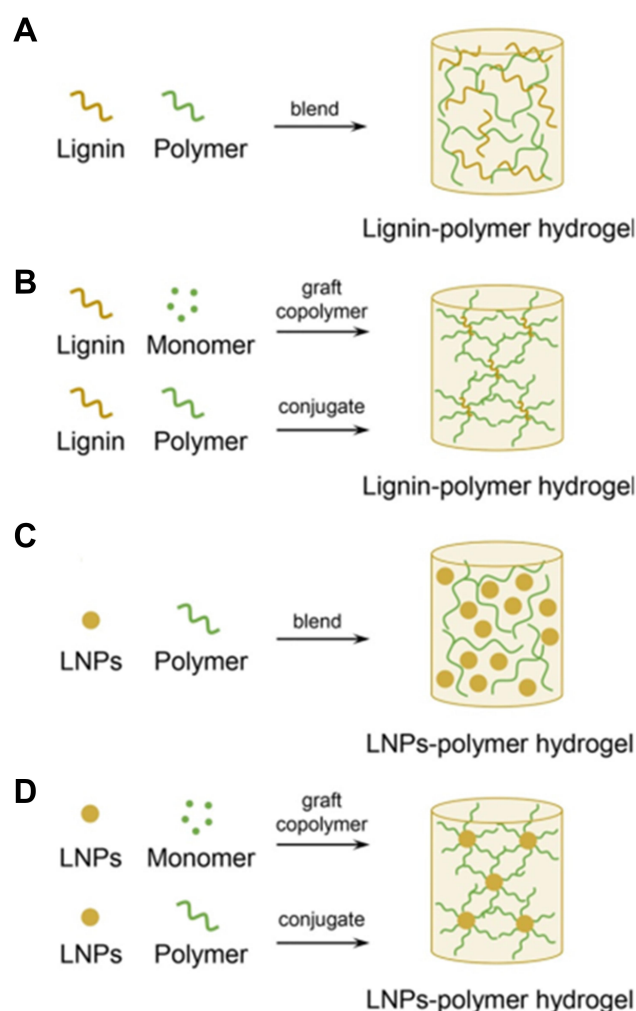 A
blend
Lignin Polymer
Lignin-polymer hydrogel
B
graft
copolymer
Lignin Monomer
conjugate
Lignin Polymer
Lignin-polymer hydrogel
C
blend
LNPs Polymer
LNPs-polymer hydrogel
D
graft
copolymer
LNPs Monomer
conjugate
LNPs Polymer
LNPs-polymer hydrogel